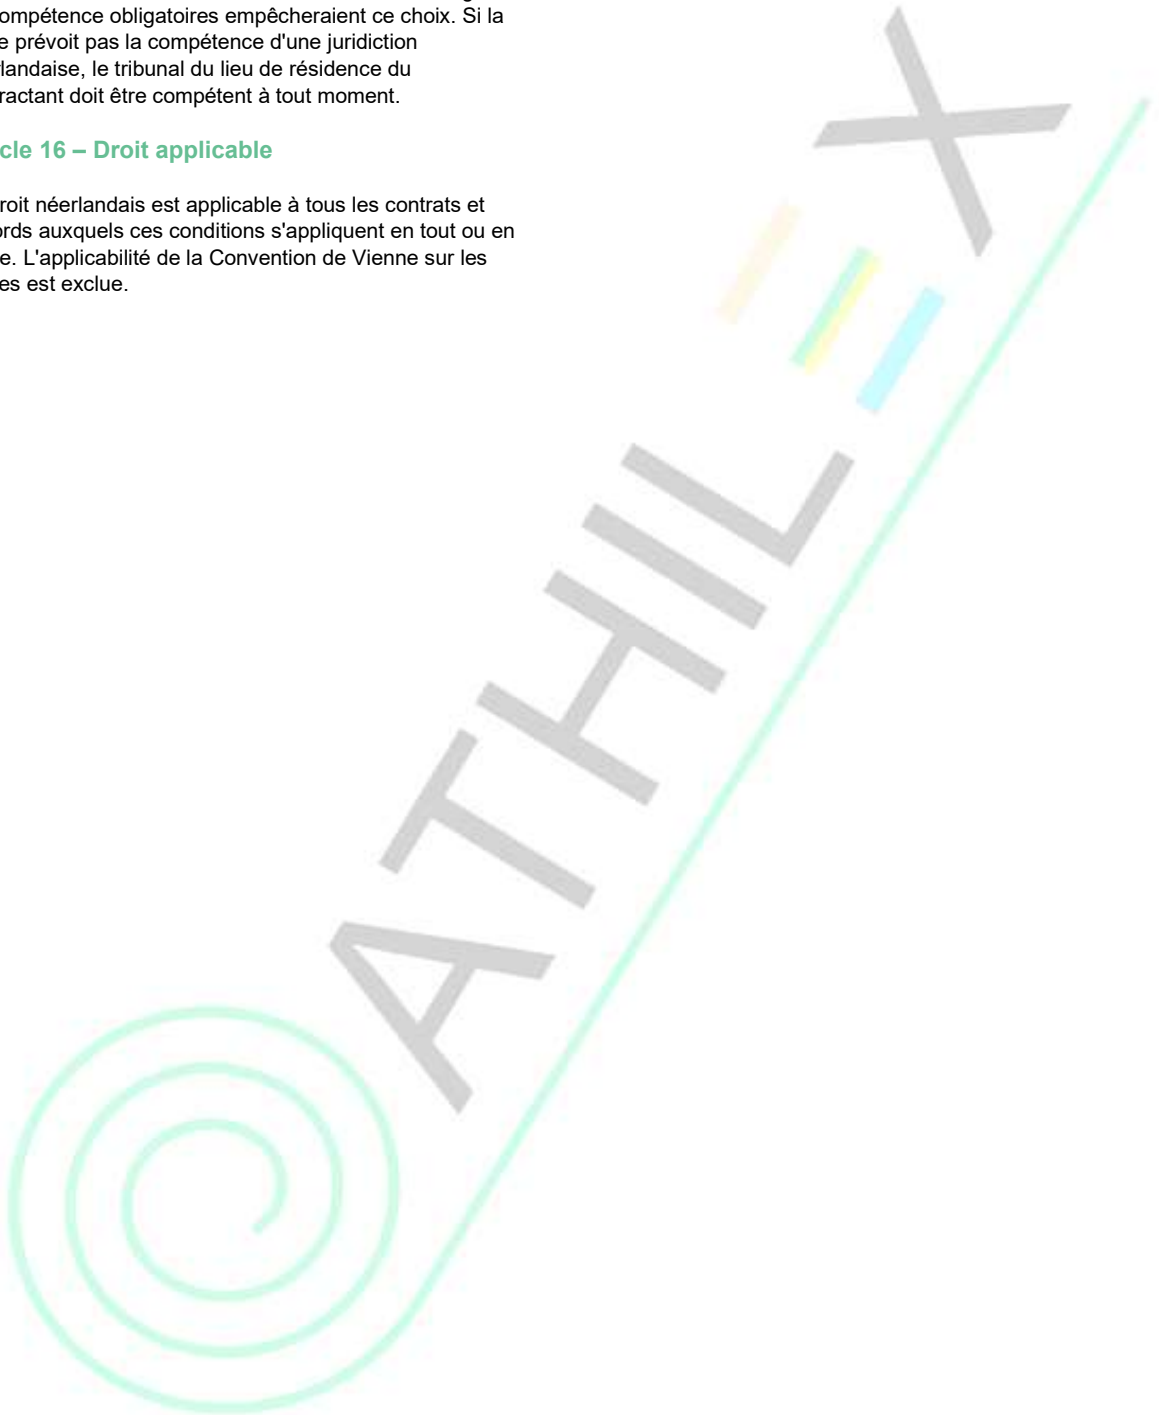 ompétence obligatoires empêcheraient ce choix. Si la
e prévoit pas la compétence d'une juridiction
landaise, le tribunal du lieu de résidence du
ractant doit être compétent à tout moment.
cle 16 – Droit applicable
roit néerlandais est applicable à tous les contrats et
ords auxquels ces conditions s'appliquent en tout ou en
e. L'applicabilité de la Convention de Vienne sur les
es est exclue.
ATHLEX